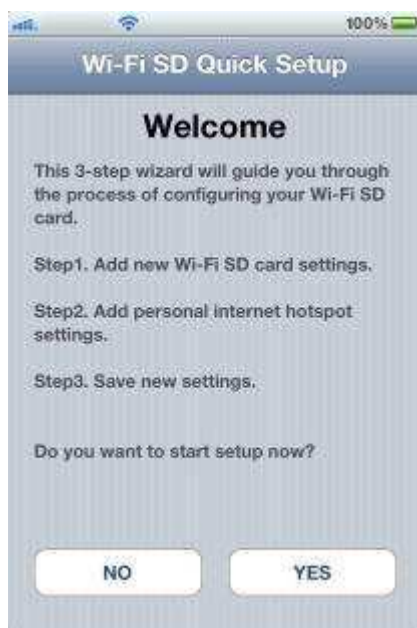 100%
Wi-Fi SD Quick Setup
Welcome
This 3-step wizard will guide you through
the process of configuring your Wi-Fi SD
card.
Step1. Add new Wi-Fi SD card settings.
Step2. Add personal internet hotspot
settings.
Step3. Save new settings.
Do you want to start setup now?
NO YES